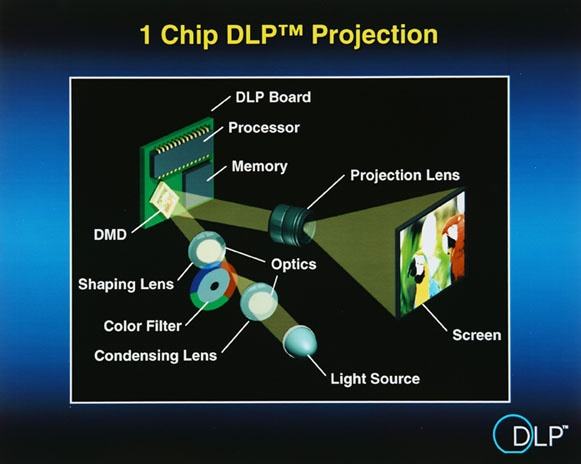 1 Chip DLP™ Projection
DLP Board
Processor
Memory
Projection Lens
DMD
Optics
Shaping Lens
Color Filter
Screen
Condensing Lens
Light Source
DLP™